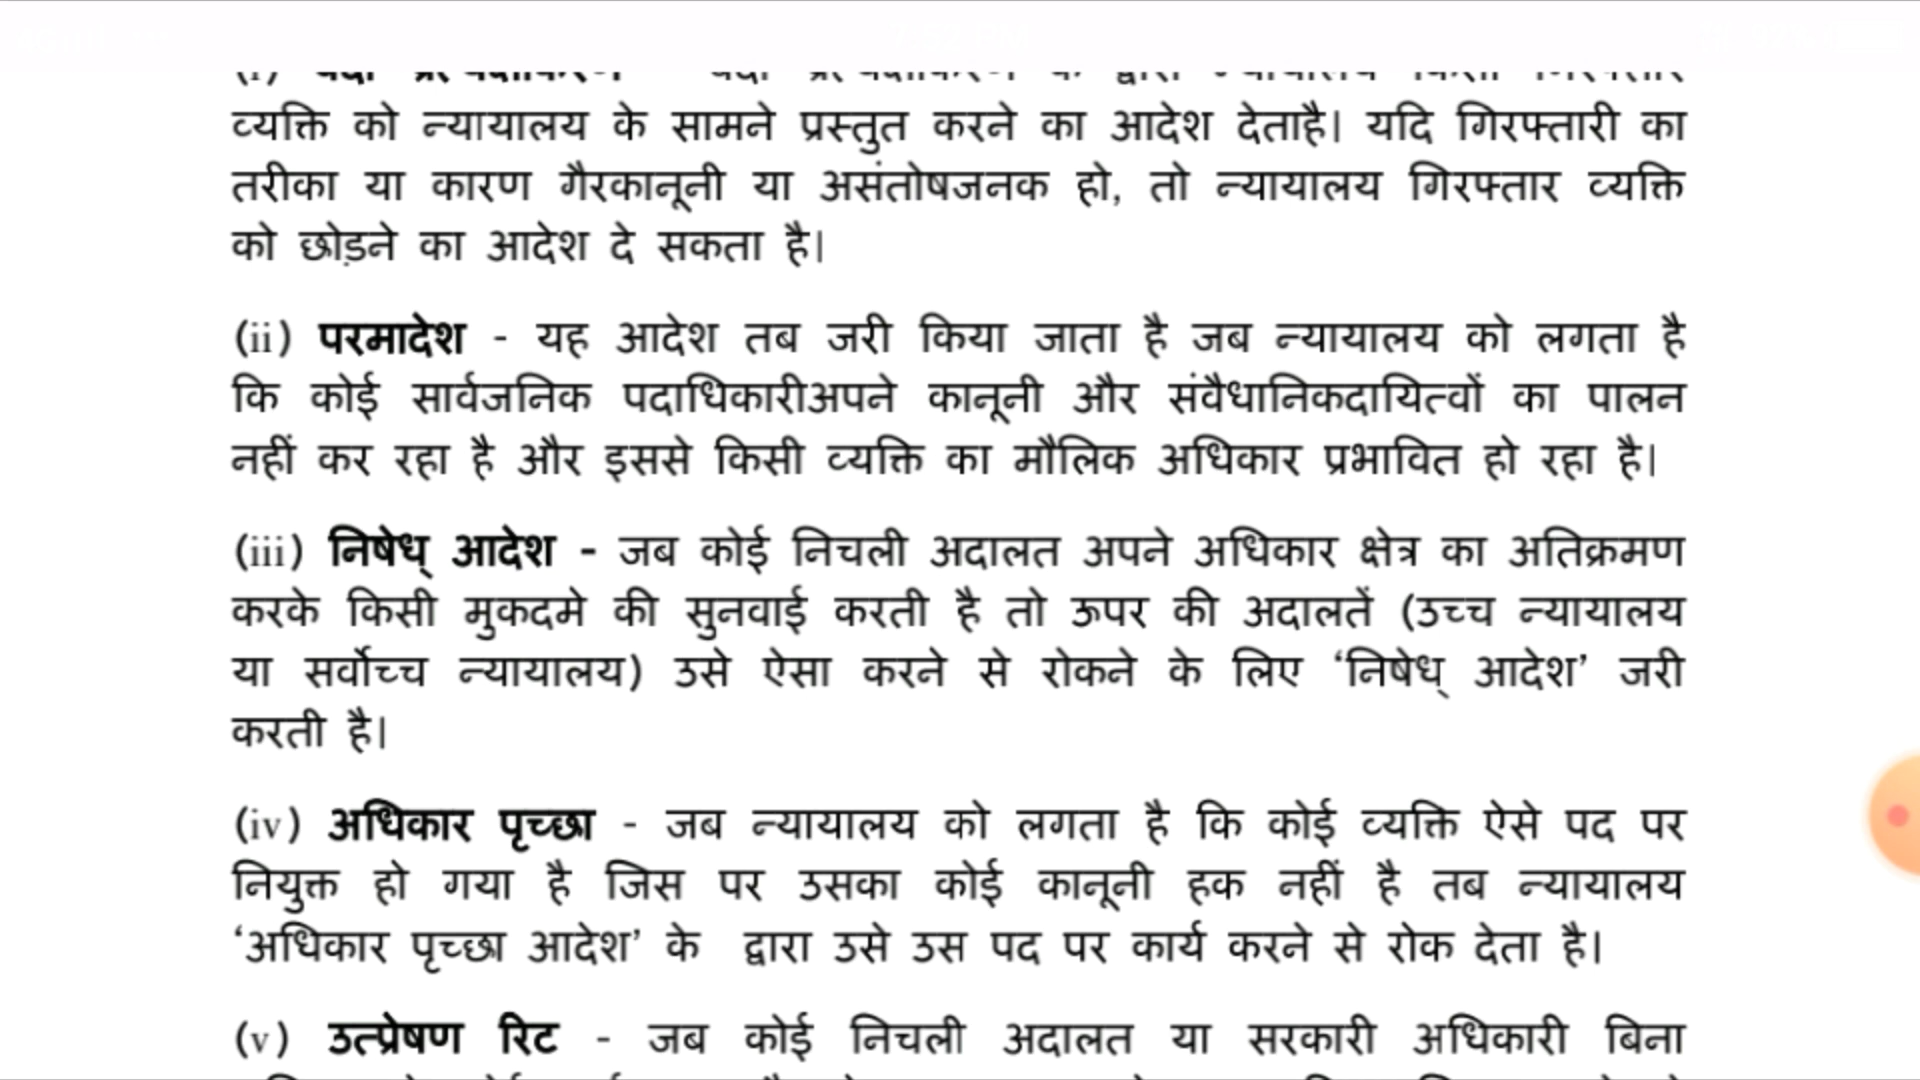 व्यक्ति को न्यायालय के सामने प्रस्तुत करने का आदेश देताहै। यदि गिरफ्तारी का
तरीका या कारण गैरकानूनी या असंतोषजनक हो, तो न्यायालय गिरफ्तार व्यक्ति
को छोड़ने का आदेश दे सकता है।
(ii) परमादेश - यह आदेश तब जरी किया जाता है जब न्यायालय को लगता है
कि कोई सार्वजनिक पदाधिकारीअपने कानूनी और संवैधानिकदायित्वों का पालन
नहीं कर रहा है और इससे किसी व्यक्ति का मौलिक अधिकार प्रभावित हो रहा है।
(iii) निषेध् आदेश - जब कोई निचली अदालत अपने अधिकार क्षेत्र का अतिक्रमण
करके किसी मुकदमे की सुनवाई करती है तो ऊपर की अदालतें (उच्च न्यायालय
या सर्वोच्च न्यायालय) उसे ऐसा करने से रोकने के लिए ‘निषेध् आदेश’ जरी
करती है।
(iv) अधिकार पृच्छा - जब न्यायालय को लगता है कि कोई व्यक्ति ऐसे पद पर
नियुक्त हो गया है जिस पर उसका कोई कानूनी हक नहीं है तब न्यायालय
‘अधिकार पृच्छा आदेश’ के द्वारा उसे उस पद पर कार्य करने से रोक देता है।
(v) उत्प्रेषण रिट - जब कोई निचली अदालत या सरकारी अधिकारी बिना